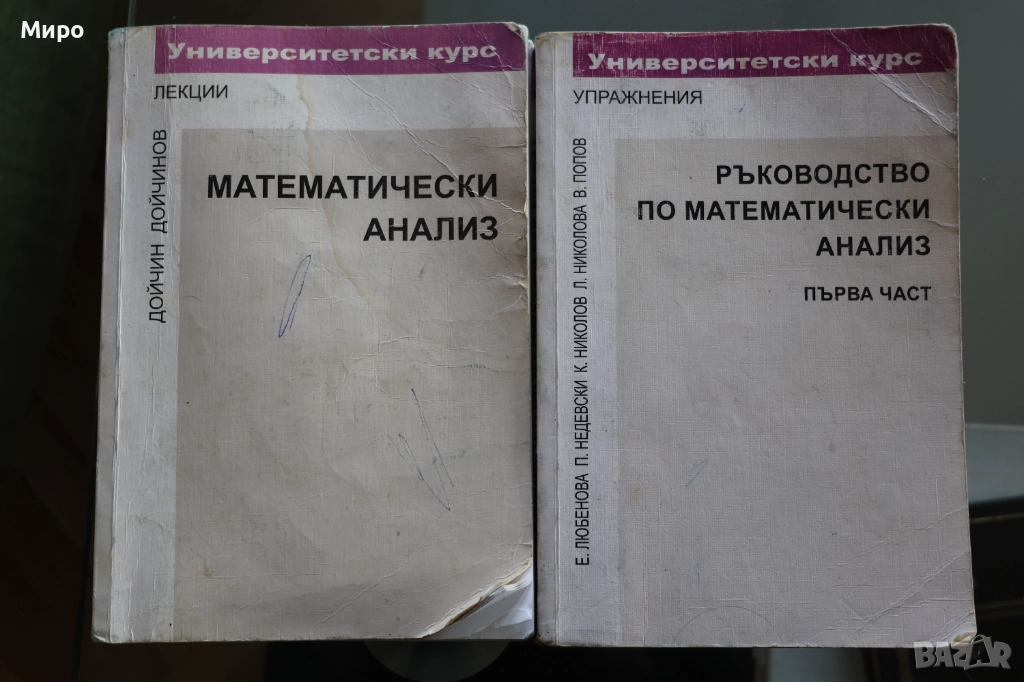 Миро
Университетски курс
ЛЕКЦИИ
ДОЙЧИН ДОЙЧИНОВ
МАТЕМАТИЧЕСКИ
АНАЛИЗ
Университетски курс
УПРАЖНЕНИЯ
Е. ЛЮБЕНОВА П. НЕДЕВСКИ К. НИКОЛОВ Л. НИКОЛОВА В. ПОПОВ
РЪКОВОДСТВО
ПО МАТЕМАТИЧЕСКИ
АНАЛИЗ
ПЪРВА ЧАСТ
BAZAR